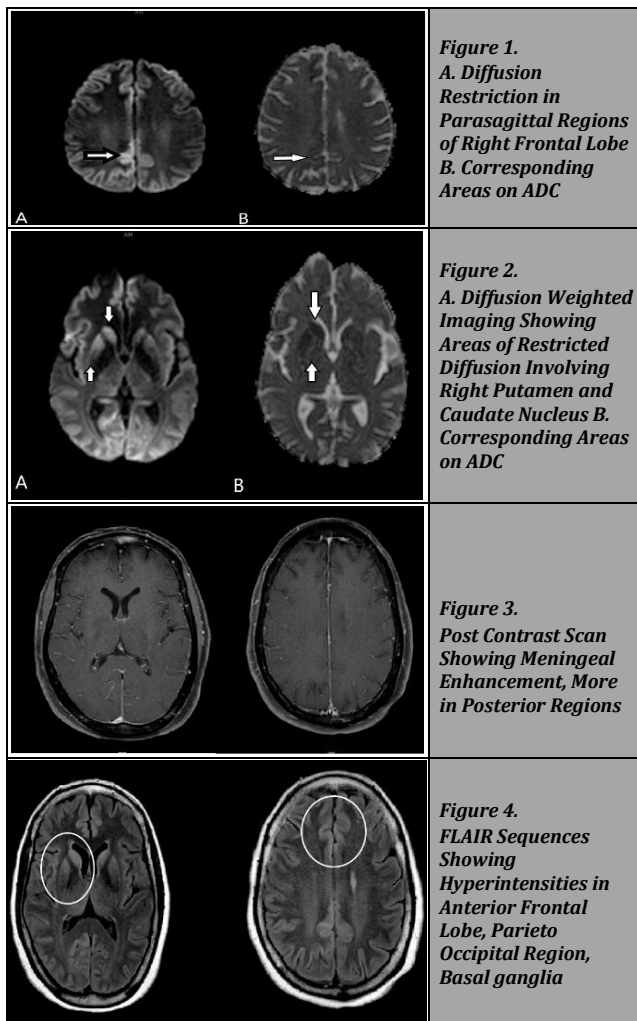 A
B
Figure 1.
A. Diffusion
Restriction in
Parasagittal Regions
of Right Frontal Lobe
B. Corresponding
Areas on ADC
A
B
Figure 2.
A. Diffusion Weighted
Imaging Showing
Areas of Restricted
Diffusion Involving
Right Putamen and
Caudate Nucleus B.
Corresponding Areas
on ADC
Figure 3.
Post Contrast Scan
Showing Meningeal
Enhancement, More
in Posterior Regions
Figure 4.
FLAIR Sequences
Showing
Hyperintensities in
Anterior Frontal
Lobe, Parieto
Occipital Region,
Basal ganglia